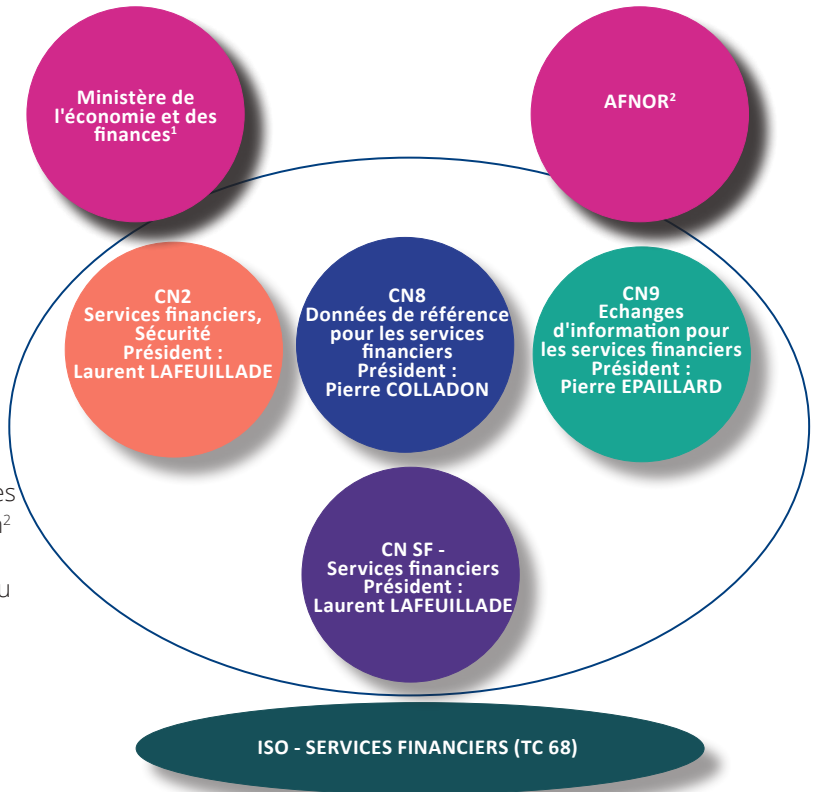 Ministère de
l'économie et des
finances¹
AFNOR²
CN2
Services financiers,
Sécurité
Président :
Laurent LAFEUILLADE
CN8
Données de référence
pour les services
financiers
Président :
Pierre COLLADON
CN9
Echanges
d'information pour
les services financiers
Président :
Pierre EPAILLARD
CN SF -
Services financiers
Président :
Laurent LAFEUILLADE
ISO - SERVICES FINANCIERS (TC 68)